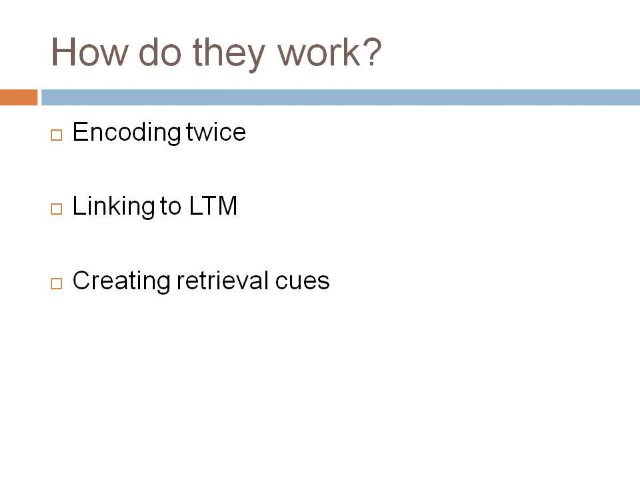 How do they work?
Encoding twice
Linking to LTM
Creating retrieval cues